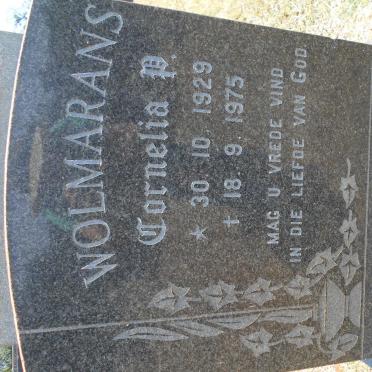 WOLMARANS
Cornelia P.
* 30. 10. 1929
† 18. 9. 1975
MAG U VREDE VIND
IN DIE LIEFDE VAN GOD